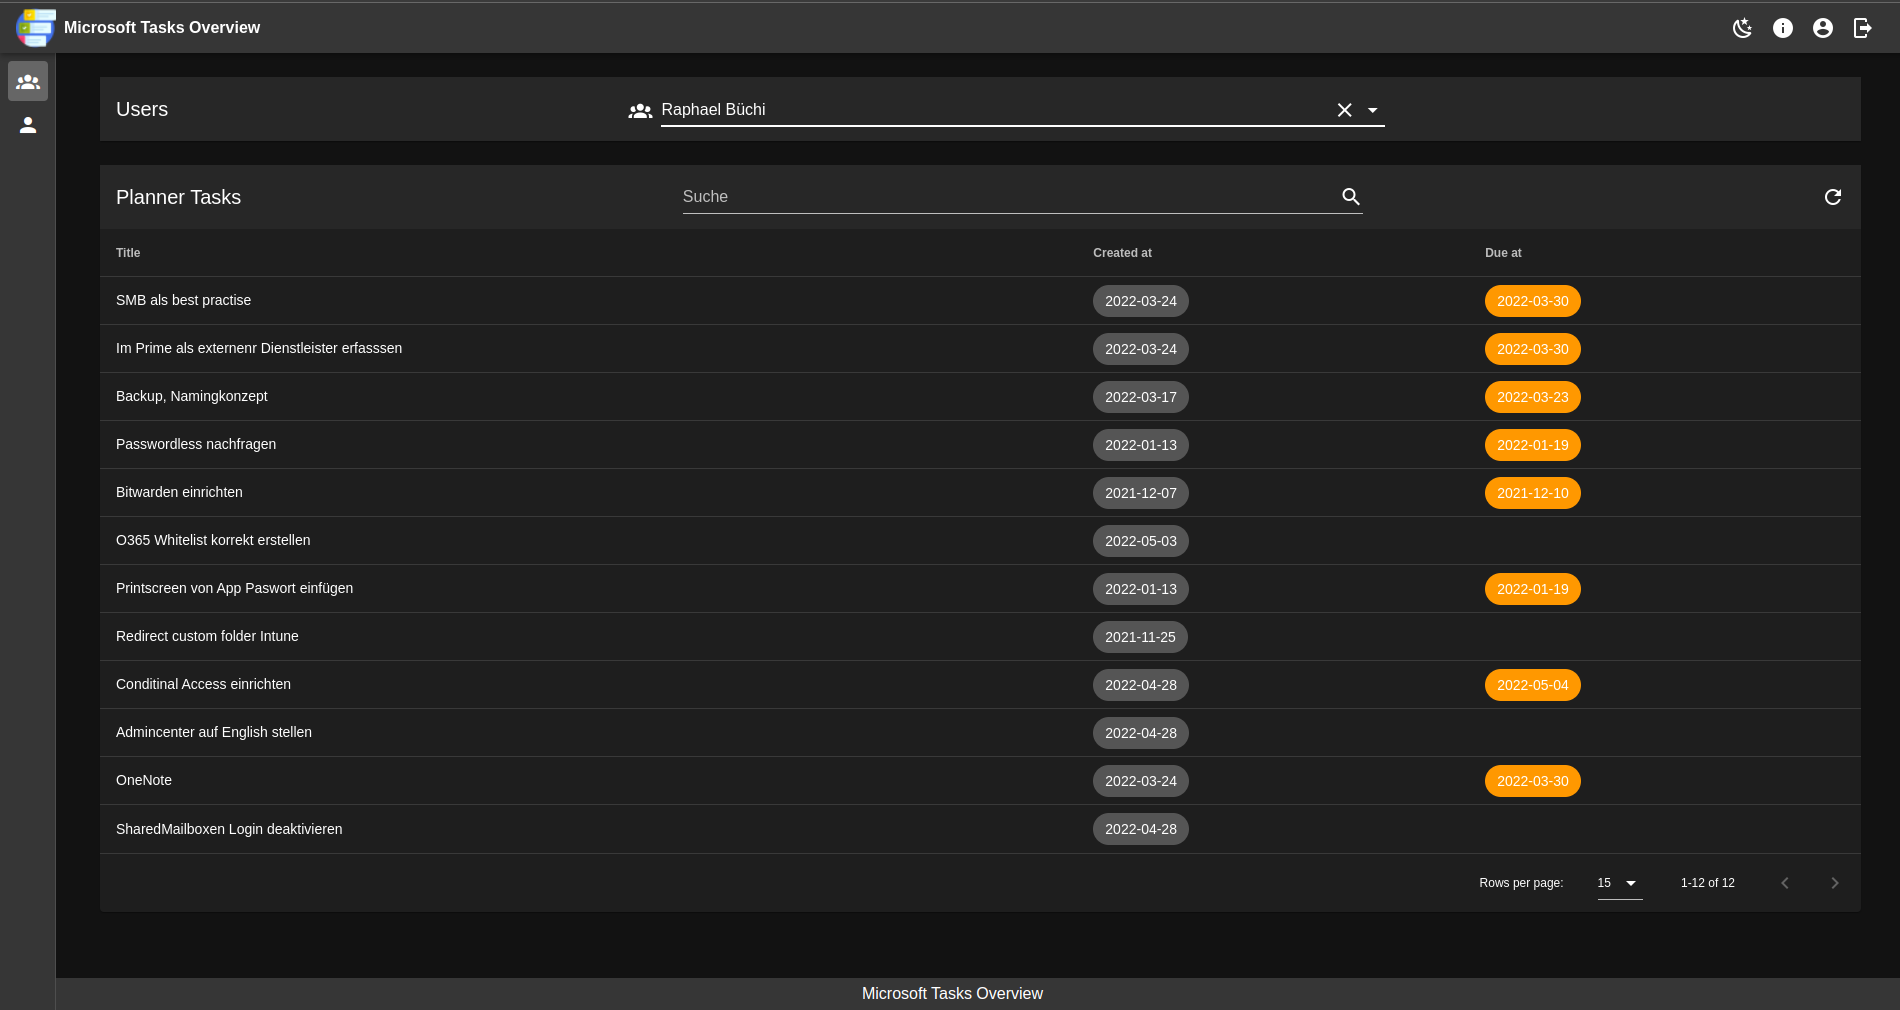 Microsoft Tasks Overview
Users
Raphael Büchi
Planner Tasks
Suche
Title Created at Due at
SMB als best practise 2022-03-24 2022-03-30
Im Prime als externenr Dienstleister erfasssen 2022-03-24 2022-03-30
Backup, Namingkonzept 2022-03-17 2022-03-23
Passwordless nachfragen 2022-01-13 2022-01-19
Bitwarden einrichten 2021-12-07 2021-12-10
O365 Whitelist korrekt erstellen 2022-05-03
Printscreen von App Paswort einfügen 2022-01-13 2022-01-19
Redirect custom folder Intune 2021-11-25
Conditinal Access einrichten 2022-04-28 2022-05-04
Admincenter auf English stellen 2022-04-28
OneNote 2022-03-24 2022-03-30
SharedMailboxen Login deaktivieren 2022-04-28
Rows per page: 15 1-12 of 12
Microsoft Tasks Overview